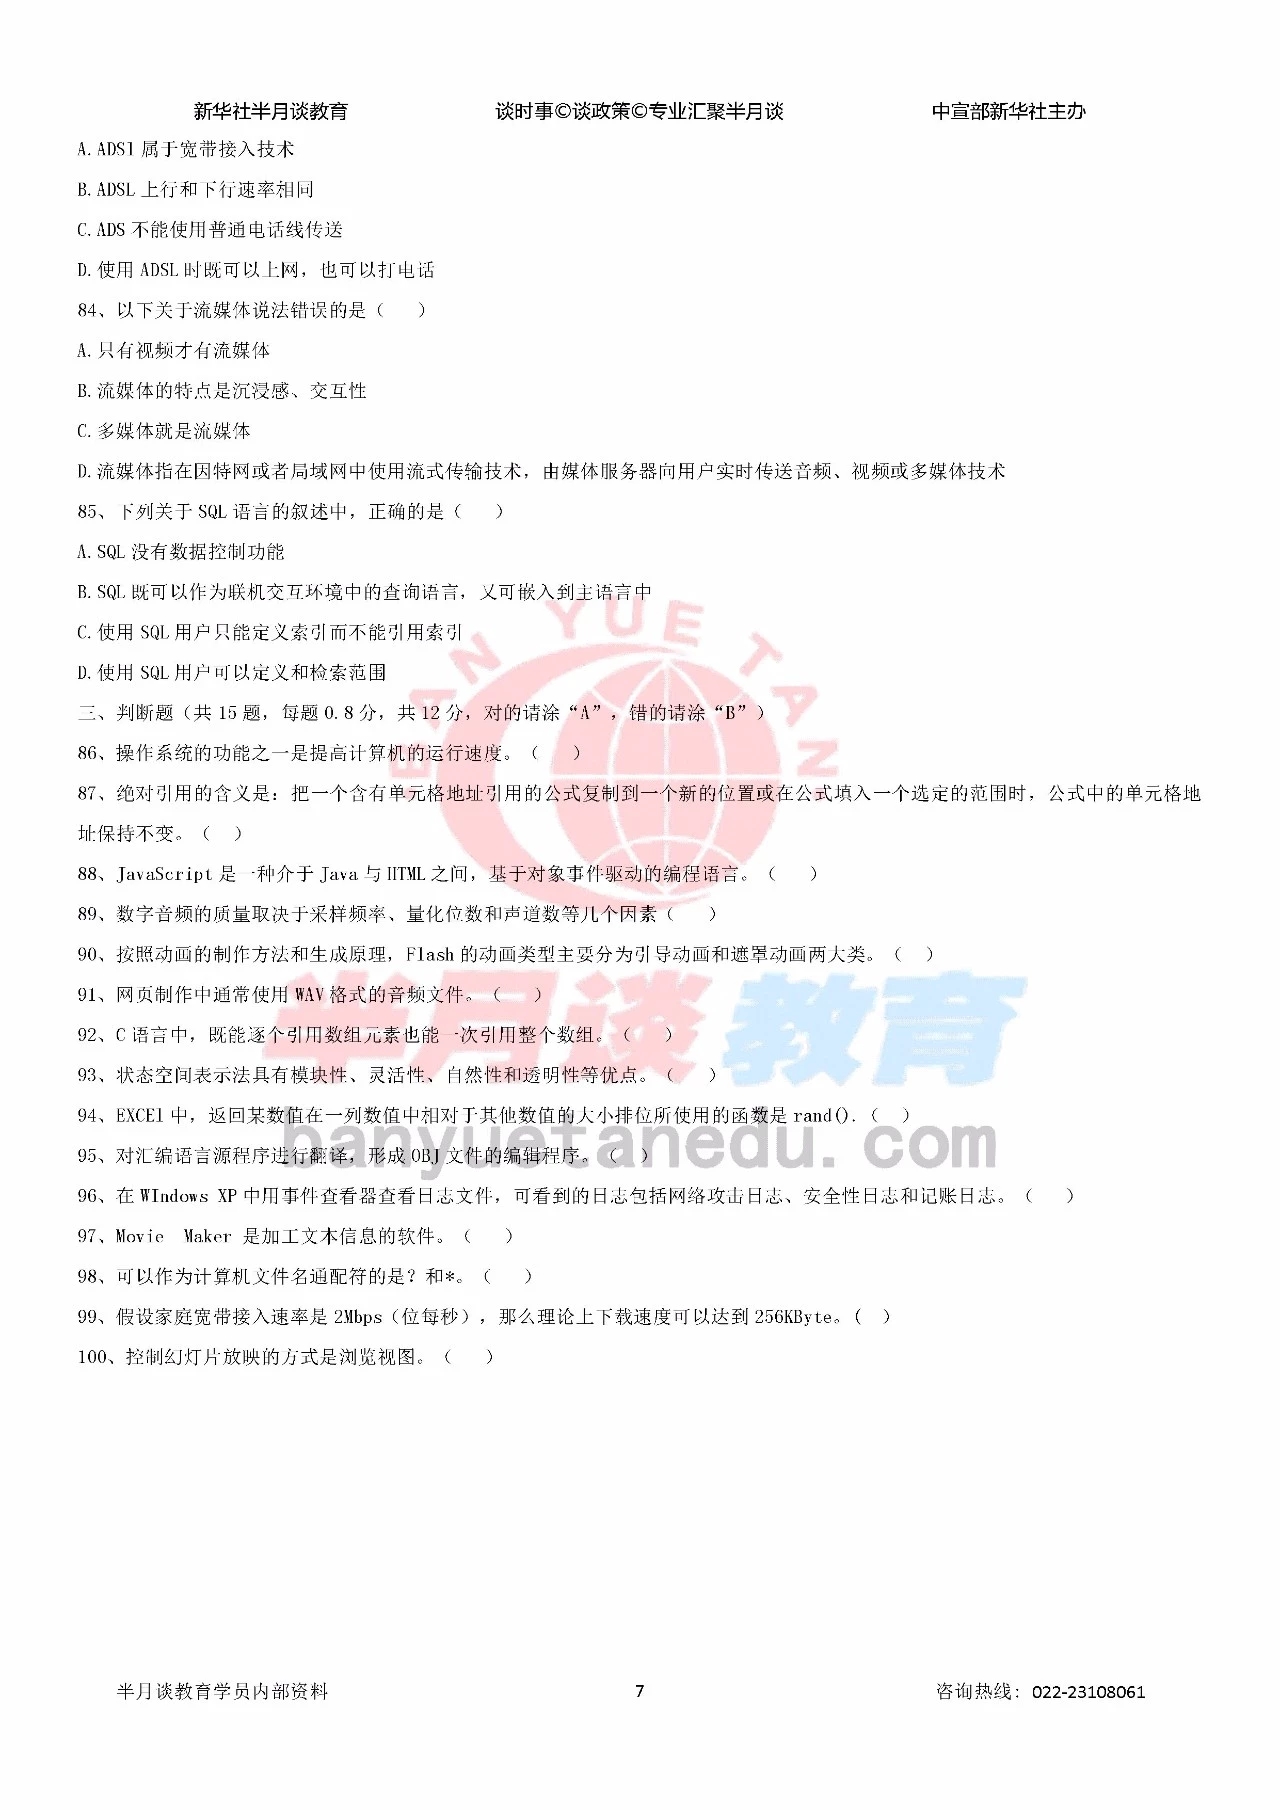 新华社半月谈教育 谈时事©谈政策©专业汇聚半月谈 中宣部新华社主办
A.ADSl 属于宽带接入技术
B.ADSL 上行和下行速率相同
C.ADS 不能使用普通电话线传送
D.使用 ADSL 时既可以上网，也可以打电话
84、以下关于流媒体说法错误的是（　　）
A.只有视频才有流媒体
B.流媒体的特点是沉浸感、交互性
C.多媒体就是流媒体
D.流媒体指在因特网或者局域网中使用流式传输技术，由媒体服务器向用户实时传送音频、视频或多媒体技术
85、下列关于 SQL 语言的叙述中，正确的是（　　）
A.SQL 没有数据控制功能
B.SQL 既可以作为联机交互环境中的查询语言，又可嵌入到主语言中
C.使用 SQL 用户只能定义索引而不能引用索引
D.使用 SQL 用户可以定义和检索范围
三、判断题（共 15 题，每题 0.8 分，共 12 分，对的请涂“A”，错的请涂“B”）
86、操作系统的功能之一是提高计算机的运行速度。（　　）
87、绝对引用的含义是：把一个含有单元格地址引用的公式复制到一个新的位置或在公式填入一个选定的范围时，公式中的单元格地
址保持不变。（　）
88、JavaScript 是一种介于 Java 与 HTML 之间，基于对象事件驱动的编程语言。（　　）
89、数字音频的质量取决于采样频率、量化位数和声道数等几个因素（　　）
90、按照动画的制作方法和生成原理，Flash 的动画类型主要分为引导动画和遮罩动画两大类。（　）
91、网页制作中通常使用 WAV 格式的音频文件。（　　）
92、C 语言中，既能逐个引用数组元素也能一次引用整个数组。（　　）
93、状态空间表示法具有模块性、灵活性、自然性和透明性等优点。（　　）
94、EXCEl 中，返回某数值在一列数值中相对于其他数值的大小排位所使用的函数是 rand().（　）
95、对汇编语言源程序进行翻译，形成 OBJ 文件的编辑程序。（　）
96、在 WIndows XP 中用事件查看器查看日志文件，可看到的日志包括网络攻击日志、安全性日志和记账日志。（　　）
97、Movie　Maker 是加工文本信息的软件。（　　）
98、可以作为计算机文件名通配符的是？和*。（　　）
99、假设家庭宽带接入速率是 2Mbps（位每秒），那么理论上下载速度可以达到 256KByte。（　）
100、控制幻灯片放映的方式是浏览视图。（　　）
BAN YUE TAN
半月谈教育
banyuetanedu.com
半月谈教育学员内部资料 7 咨询热线：022-23108061